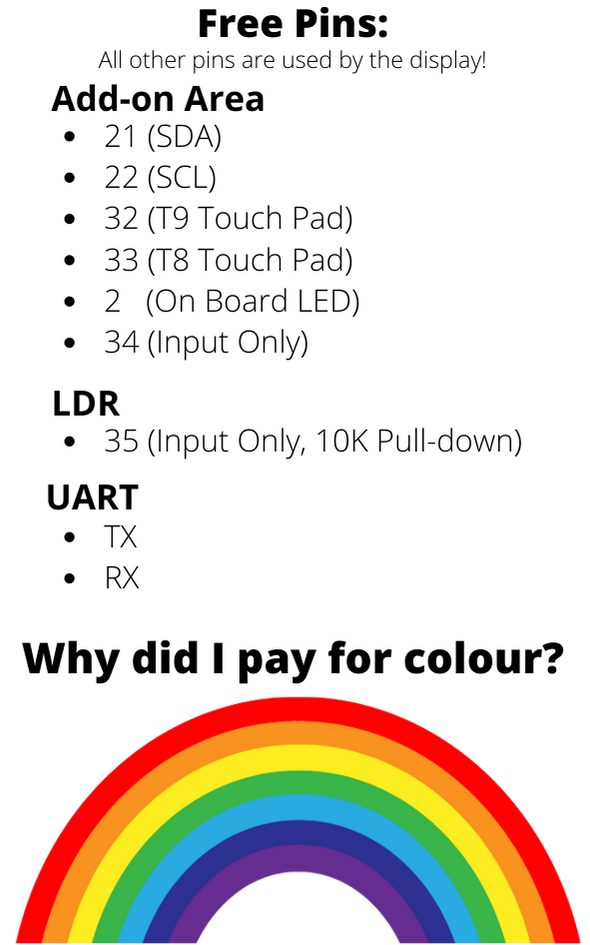 Free Pins:
All other pins are used by the display!
Add-on Area
• 21 (SDA)
• 22 (SCL)
• 32 (T9 Touch Pad)
• 33 (T8 Touch Pad)
• 2 (On Board LED)
• 34 (Input Only)
LDR
• 35 (Input Only, 10K Pull-down)
UART
• TX
• RX
Why did I pay for colour?